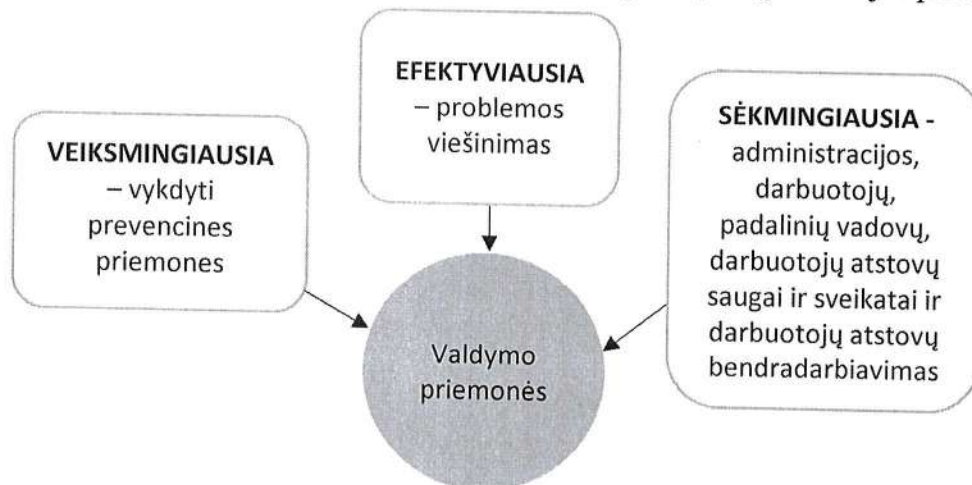 VEIKSMINGIAUSIA
– vykdyti
prevencines
priemones
EFEKTYVIAUSIA
– problemos
viešinimas
SĖKMINGIAUSIA -
administracijos,
darbuotojų,
padalinių vadovų,
darbuotojų atstovų
saugai ir sveikatai ir
darbuotojų atstovų
bendradarbiavimas
Valdymo
priemonės